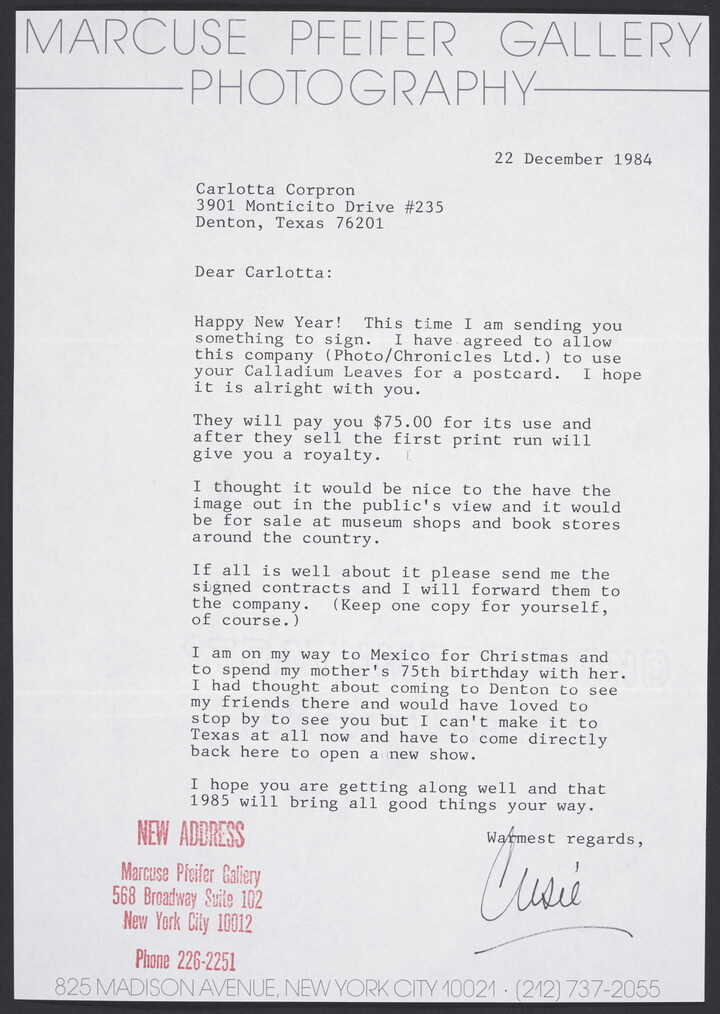 MARCUSE PFEIFER GALLERY
PHOTOGRAPHY
22 December 1984
Carlotta Corpron
3901 Monticito Drive #235
Denton, Texas 76201
Dear Carlotta:
Happy New Year!  This time I am sending you
something to sign.  I have agreed to allow
this company (Photo/Chronicles Ltd.) to use
your Calladium Leaves for a postcard.  I hope
it is alright with you.
They will pay you $75.00 for its use and
after they sell the first print run will
give you a royalty.
I thought it would be nice to the have the
image out in the public's view and it would
be for sale at museum shops and book stores
around the country.
If all is well about it please send me the
signed contracts and I will forward them to
the company.  (Keep one copy for yourself,
of course.)
I am on my way to Mexico for Christmas and
to spend my mother's 75th birthday with her.
I had thought about coming to Denton to see
my friends there and would have loved to
stop by to see you but I can't make it to
Texas at all now and have to come directly
back here to open a new show.
I hope you are getting along well and that
1985 will bring all good things your way.
Warmest regards,
Cusie
NEW ADDRESS
Marcuse Pfeifer Gallery
568 Broadway Suite 102
New York City 10012
Phone 226-2251
825 MADISON AVENUE, NEW YORK CITY 10021 · (212) 737-2055